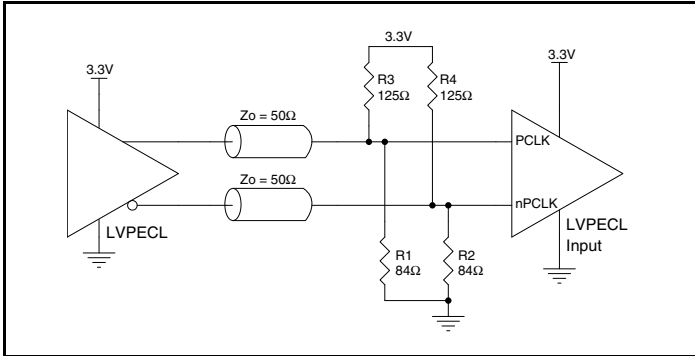 3.3V
3.3V
3.3V
R3
125Ω
R4
125Ω
Zo = 50Ω
PCLK
Zo = 50Ω
nPCLK
LVPECL
LVPECL
Input
R1
84Ω
R2
84Ω